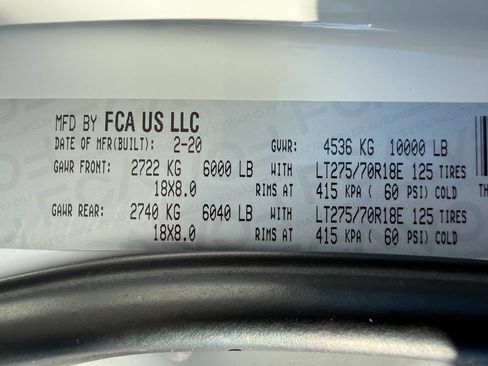 MFD BY FCA US LLC
DATE OF MFR(BUILT): 2-20 GVWR: 4536 KG 10000 LB
GAWR FRONT: 2722 KG 6000 LB WITH LT275/70R18E 125 TIRES
18X8.0 RIMS AT 415 KPA ( 60 PSI) COLD TH
GAWR REAR: 2740 KG 6040 LB WITH LT275/70R18E 125 TIRES
18X8.0 RIMS AT 415 KPA ( 60 PSI) COLD